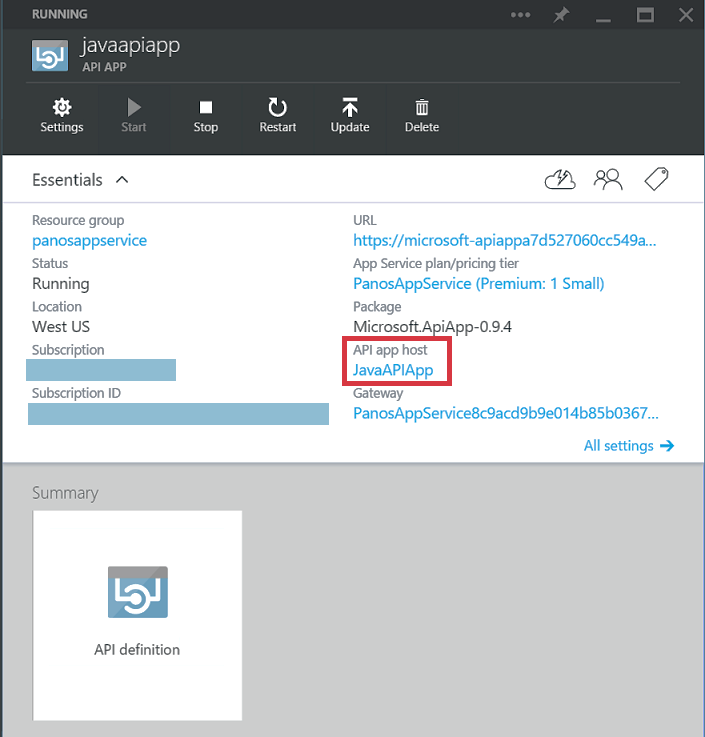 RUNNING
javaapiapp
API APP
Settings
Start
Stop
Restart
Update
Delete
Essentials
Resource group
panosappservice
Status
Running
Location
West US
Subscription
Subscription ID
URL
https://microsoft-apiappa7d527060cc549a...
App Service plan/pricing tier
PanosAppService (Premium: 1 Small)
Package
Microsoft.ApiApp-0.9.4
API app host
JavaAPIApp
Gateway
PanosAppService8c9acd9b9e014b85b0367...
All settings
Summary
API definition